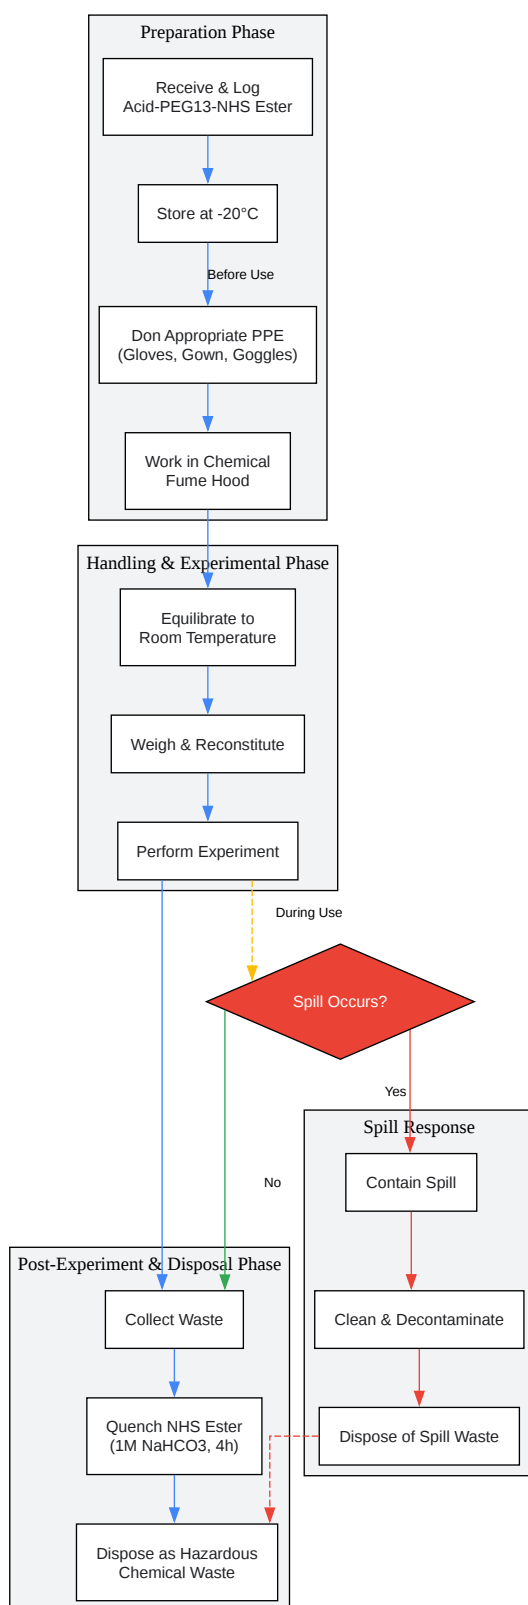 Preparation Phase
Receive & Log
Acid-PEG13-NHS Ester
Store at -20°C
Before Use
Don Appropriate PPE
(Gloves, Gown, Goggles)
Work in Chemical
Fume Hood
Handling & Experimental Phase
Equilibrate to
Room Temperature
Weigh & Reconstitute
Perform Experiment
During Use
Spill Occurs?
Yes
Spill Response
Contain Spill
No
Post-Experiment & Disposal Phase
Collect Waste
Clean & Decontaminate
Quench NHS Ester
(1M NaHCO3, 4h)
Dispose of Spill Waste
Dispose as Hazardous
Chemical Waste